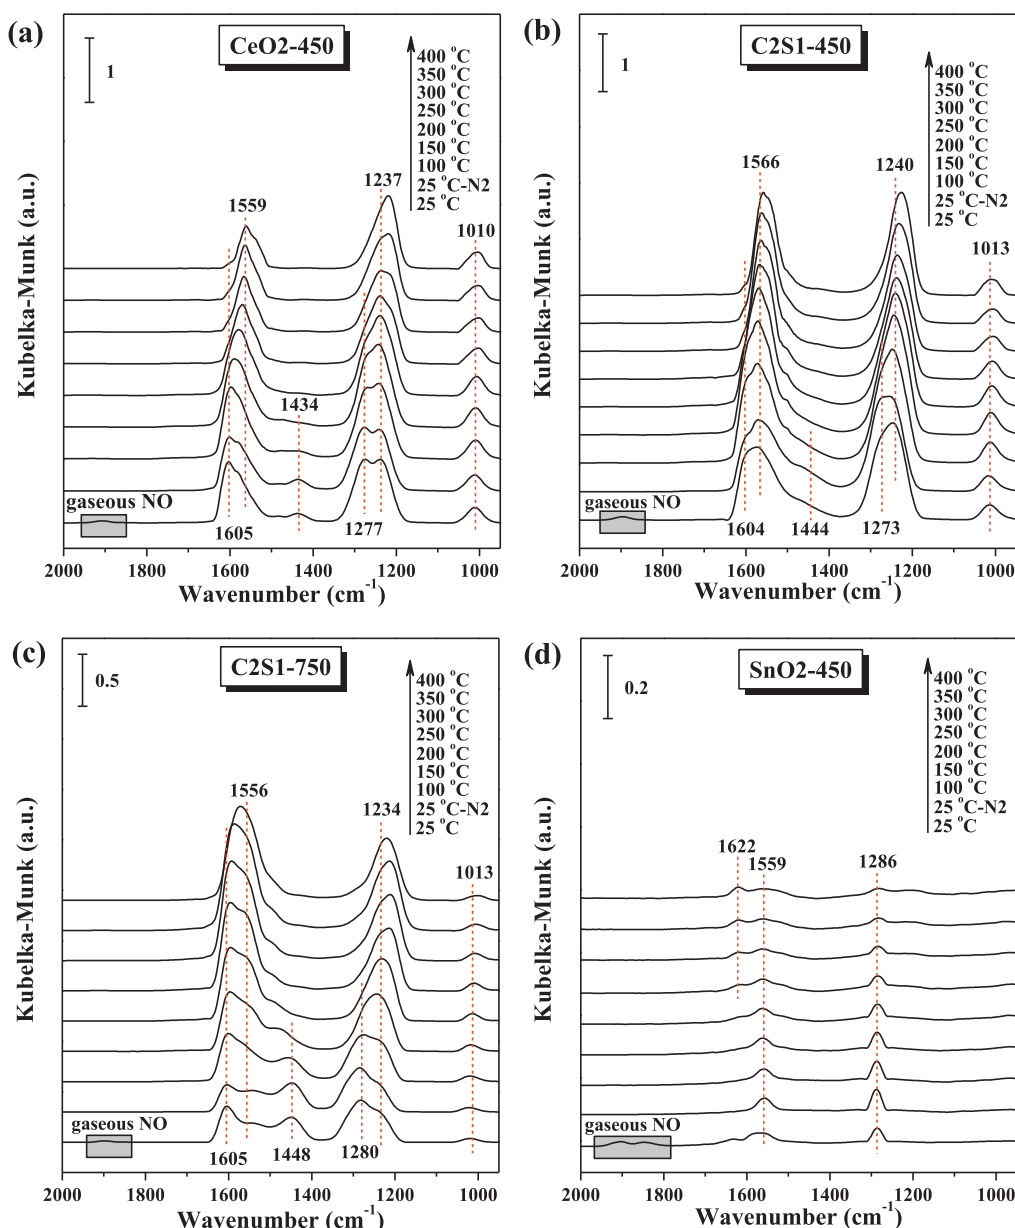 (a)
CeO2-450
1
400 °C
350 °C
300 °C
250 °C
200 °C
150 °C
100 °C
25 °C-N2
25 °C
1559
1237
1010
1434
gaseous NO
1605
1277
Kubelka-Munk (a.u.)
2000 1800 1600 1400 1200 1000
Wavenumber (cm-1)
(b)
C2S1-450
1
400 °C
350 °C
300 °C
250 °C
200 °C
150 °C
100 °C
25 °C-N2
25 °C
1566
1240
1013
gaseous NO
1604
1444
1273
Kubelka-Munk (a.u.)
2000 1800 1600 1400 1200 1000
Wavenumber (cm-1)
(c)
C2S1-750
0.5
400 °C
350 °C
300 °C
250 °C
200 °C
150 °C
100 °C
25 °C-N2
25 °C
1556
1234
1013
gaseous NO
1605
1448
1280
Kubelka-Munk (a.u.)
2000 1800 1600 1400 1200 1000
Wavenumber (cm-1)
(d)
SnO2-450
0.2
400 °C
350 °C
300 °C
250 °C
200 °C
150 °C
100 °C
25 °C-N2
25 °C
1622
1559
1286
gaseous NO
Kubelka-Munk (a.u.)
2000 1800 1600 1400 1200 1000
Wavenumber (cm-1)